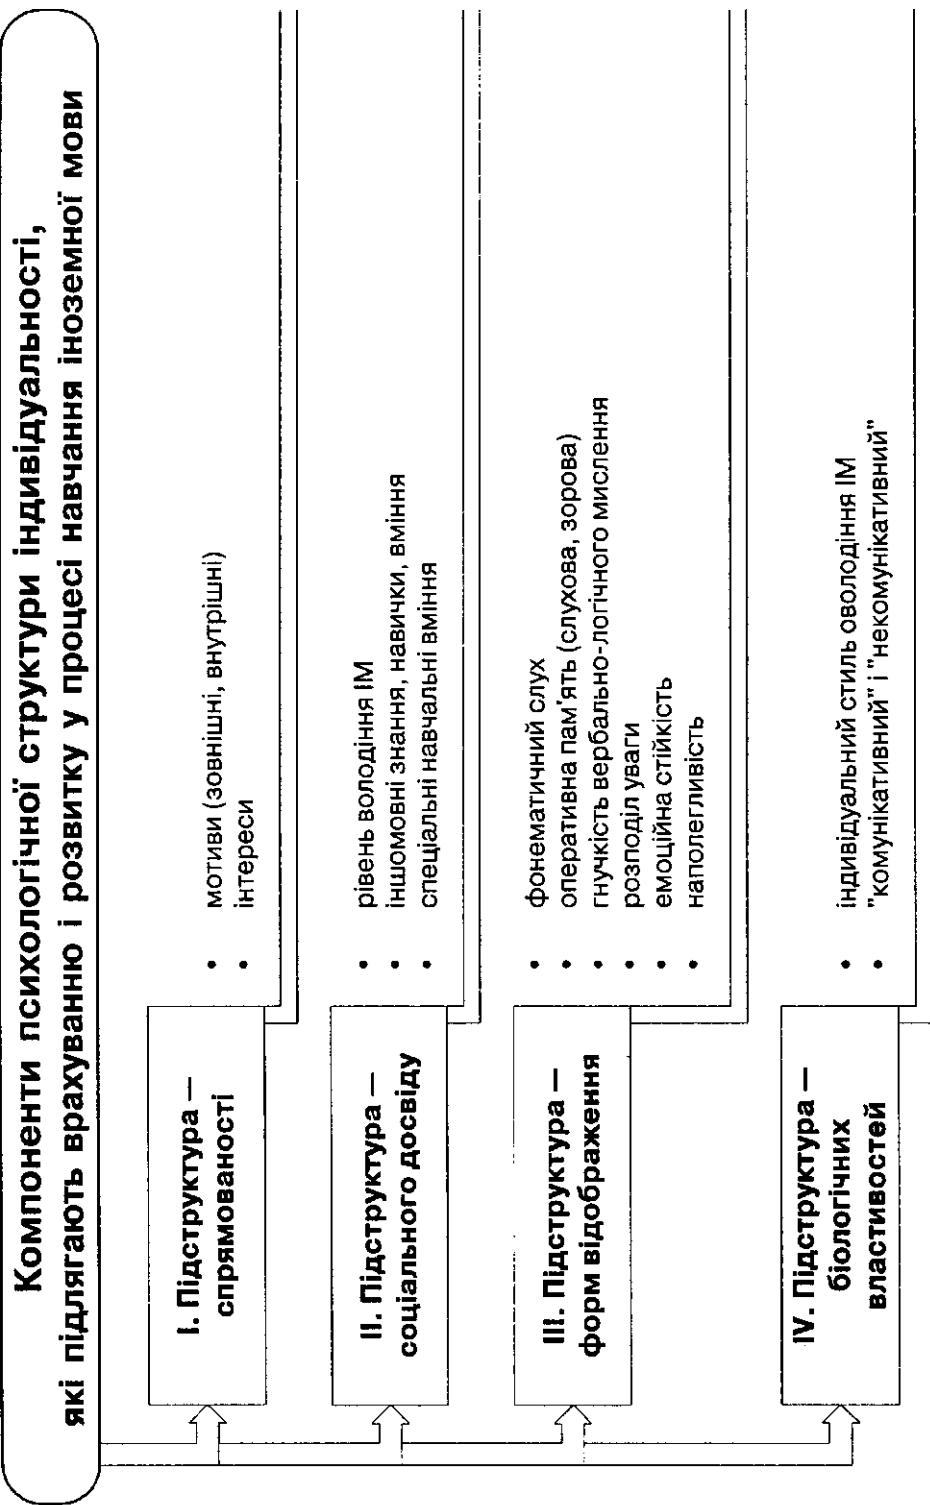 Компоненти психологічної структури індивідуальності,
які підлягають врахуванню і розвитку у процесі навчання іноземної мови
I. Підструктура —
спрямованості
• мотиви (зовнішні, внутрішні)
• інтереси
II. Підструктура —
соціального досвіду
• рівень володіння ІМ
• іншомовні знання, навички, вміння
• спеціальні навчальні вміння
III. Підструктура —
форм відображення
• фонематичний слух
• оперативна пам'ять (слухова, зорова)
• гнучкість вербально-логічного мислення
• розподіл уваги
• емоційна стійкість
• наполегливість
IV. Підструктура —
біологічних
властивостей
• індивідуальний стиль оволодіння ІМ
• "комунікативний" і "некомунікативний"